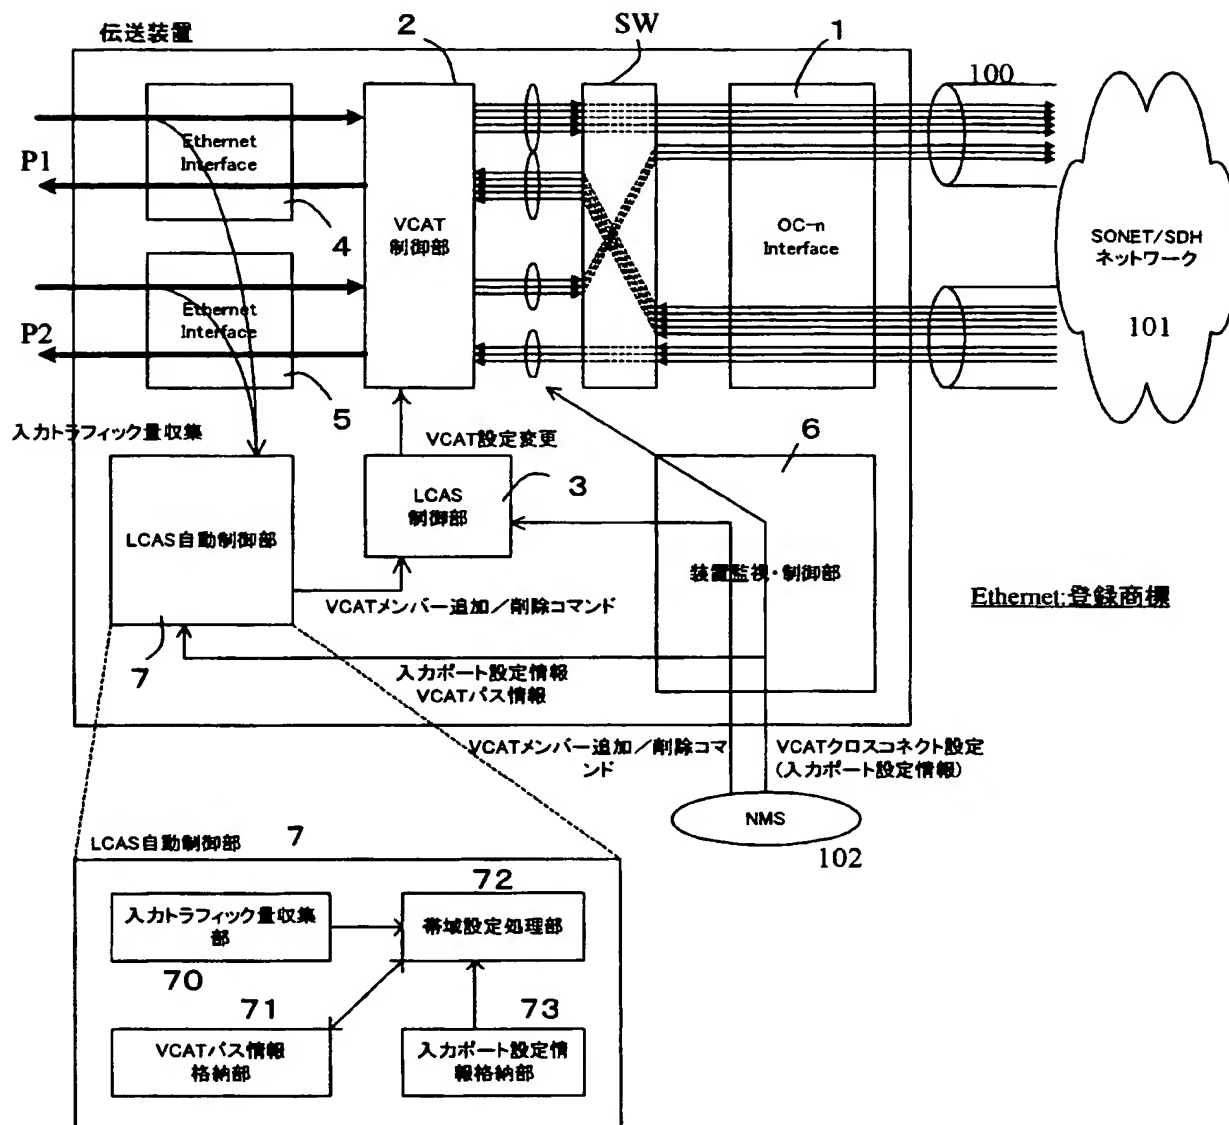 伝送装置
2
SW
1
100
Ethernet
Interface
P1
4
VCAT
制御部
OC-n
Interface
SONET/SDH
ネットワーク
101
Ethernet
Interface
P2
5
入力トラフィック量収集
VCAT設定変更
6
LCAS
制御部
3
LCAS自動制御部
装置監視・制御部
Ethernet:登録商標
VCATメンバー追加／削除コマンド
7
入力ポート設定情報
VCATパス情報
VCATメンバー追加／削除コマ
ンド
VCATクロスコネクト設定
(入力ポート設定情報)
NMS
102
LCAS自動制御部
7
72
入力トラフィック量収集
部
帯域設定処理部
70
71
73
VCATパス情報
格納部
入力ポート設定情
報格納部